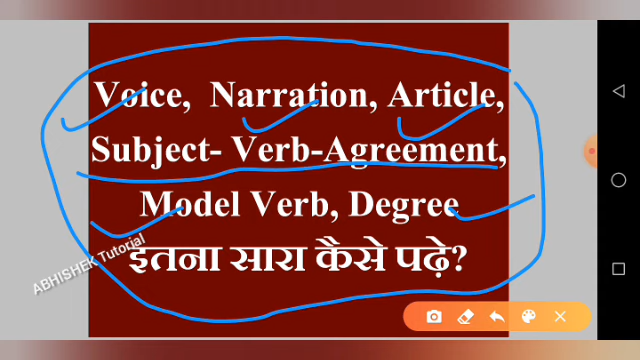 Voice, Narration, Article,
Subject- Verb-Agreement,
Model Verb, Degree
इतना सारा कैसे पढ़े?
ABHISHEK Tutorial